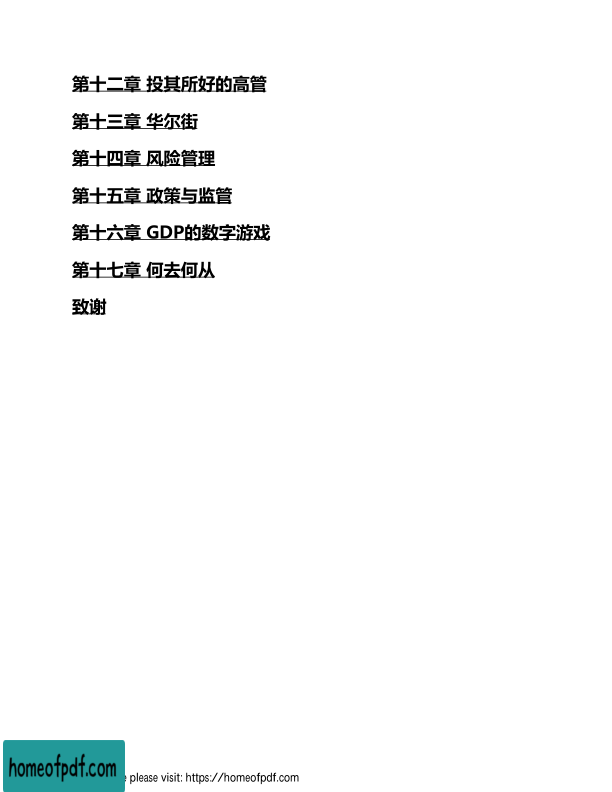 第十二章 投其所好的高管
第十三章 华尔街
第十四章 风险管理
第十五章 政策与监管
第十六章 GDP的数字游戏
第十七章 何去何从
致谢
homeofpdf.com
please visit: https://homeofpdf.com